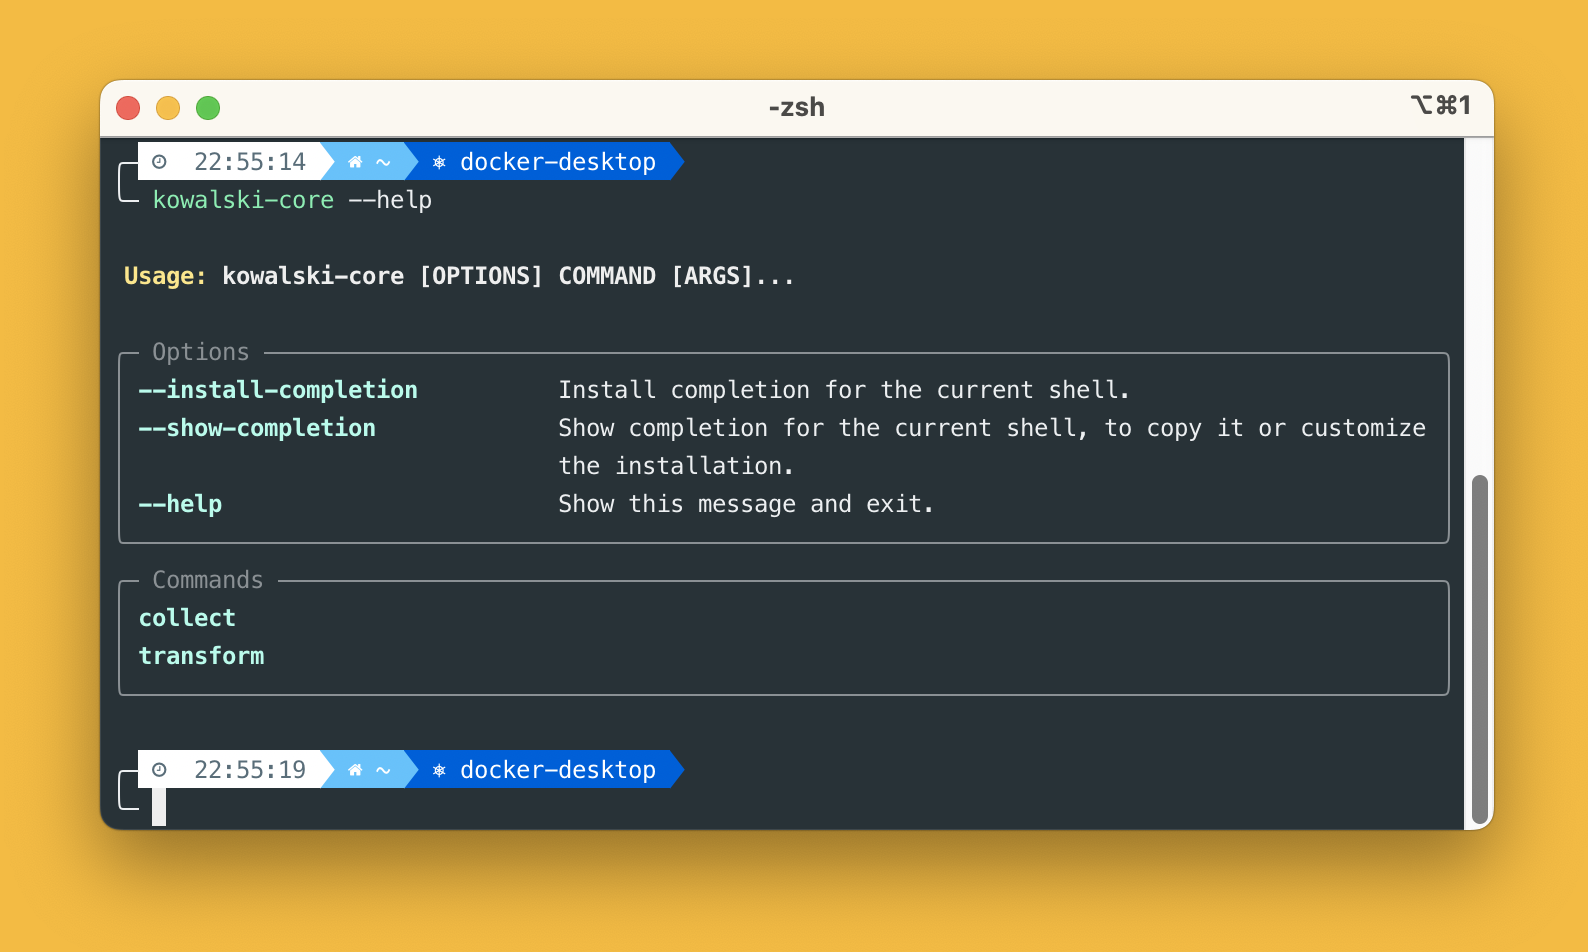 -zsh
⌥⌘1
22:55:14 ~ docker-desktop
kowalski-core --help
Usage: kowalski-core [OPTIONS] COMMAND [ARGS]...
Options
--install-completion Install completion for the current shell.
--show-completion Show completion for the current shell, to copy it or customize
the installation.
--help Show this message and exit.
Commands
collect
transform
22:55:19 ~ docker-desktop